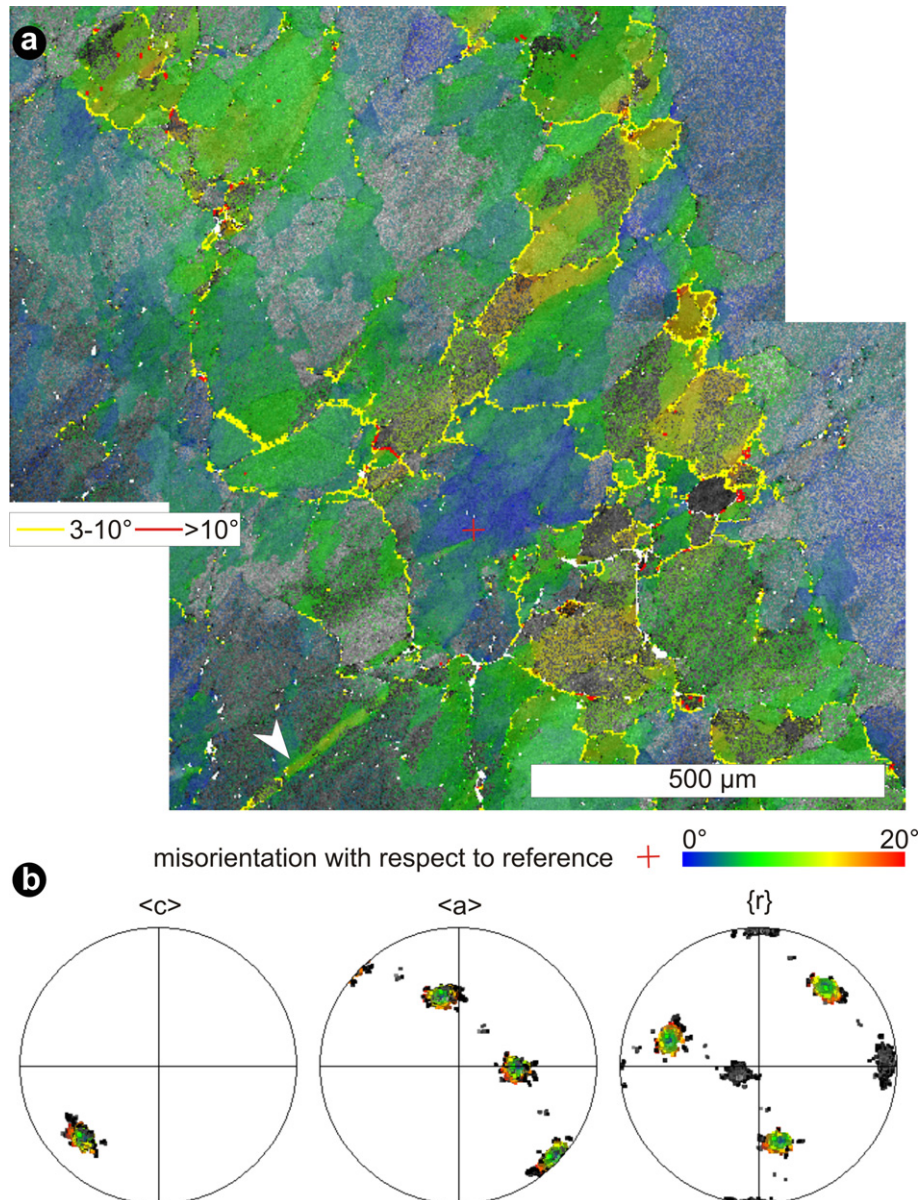 a
3-10° >10°
500 µm
misorientation with respect to reference 0° 20°
b
<c> <a> {r}